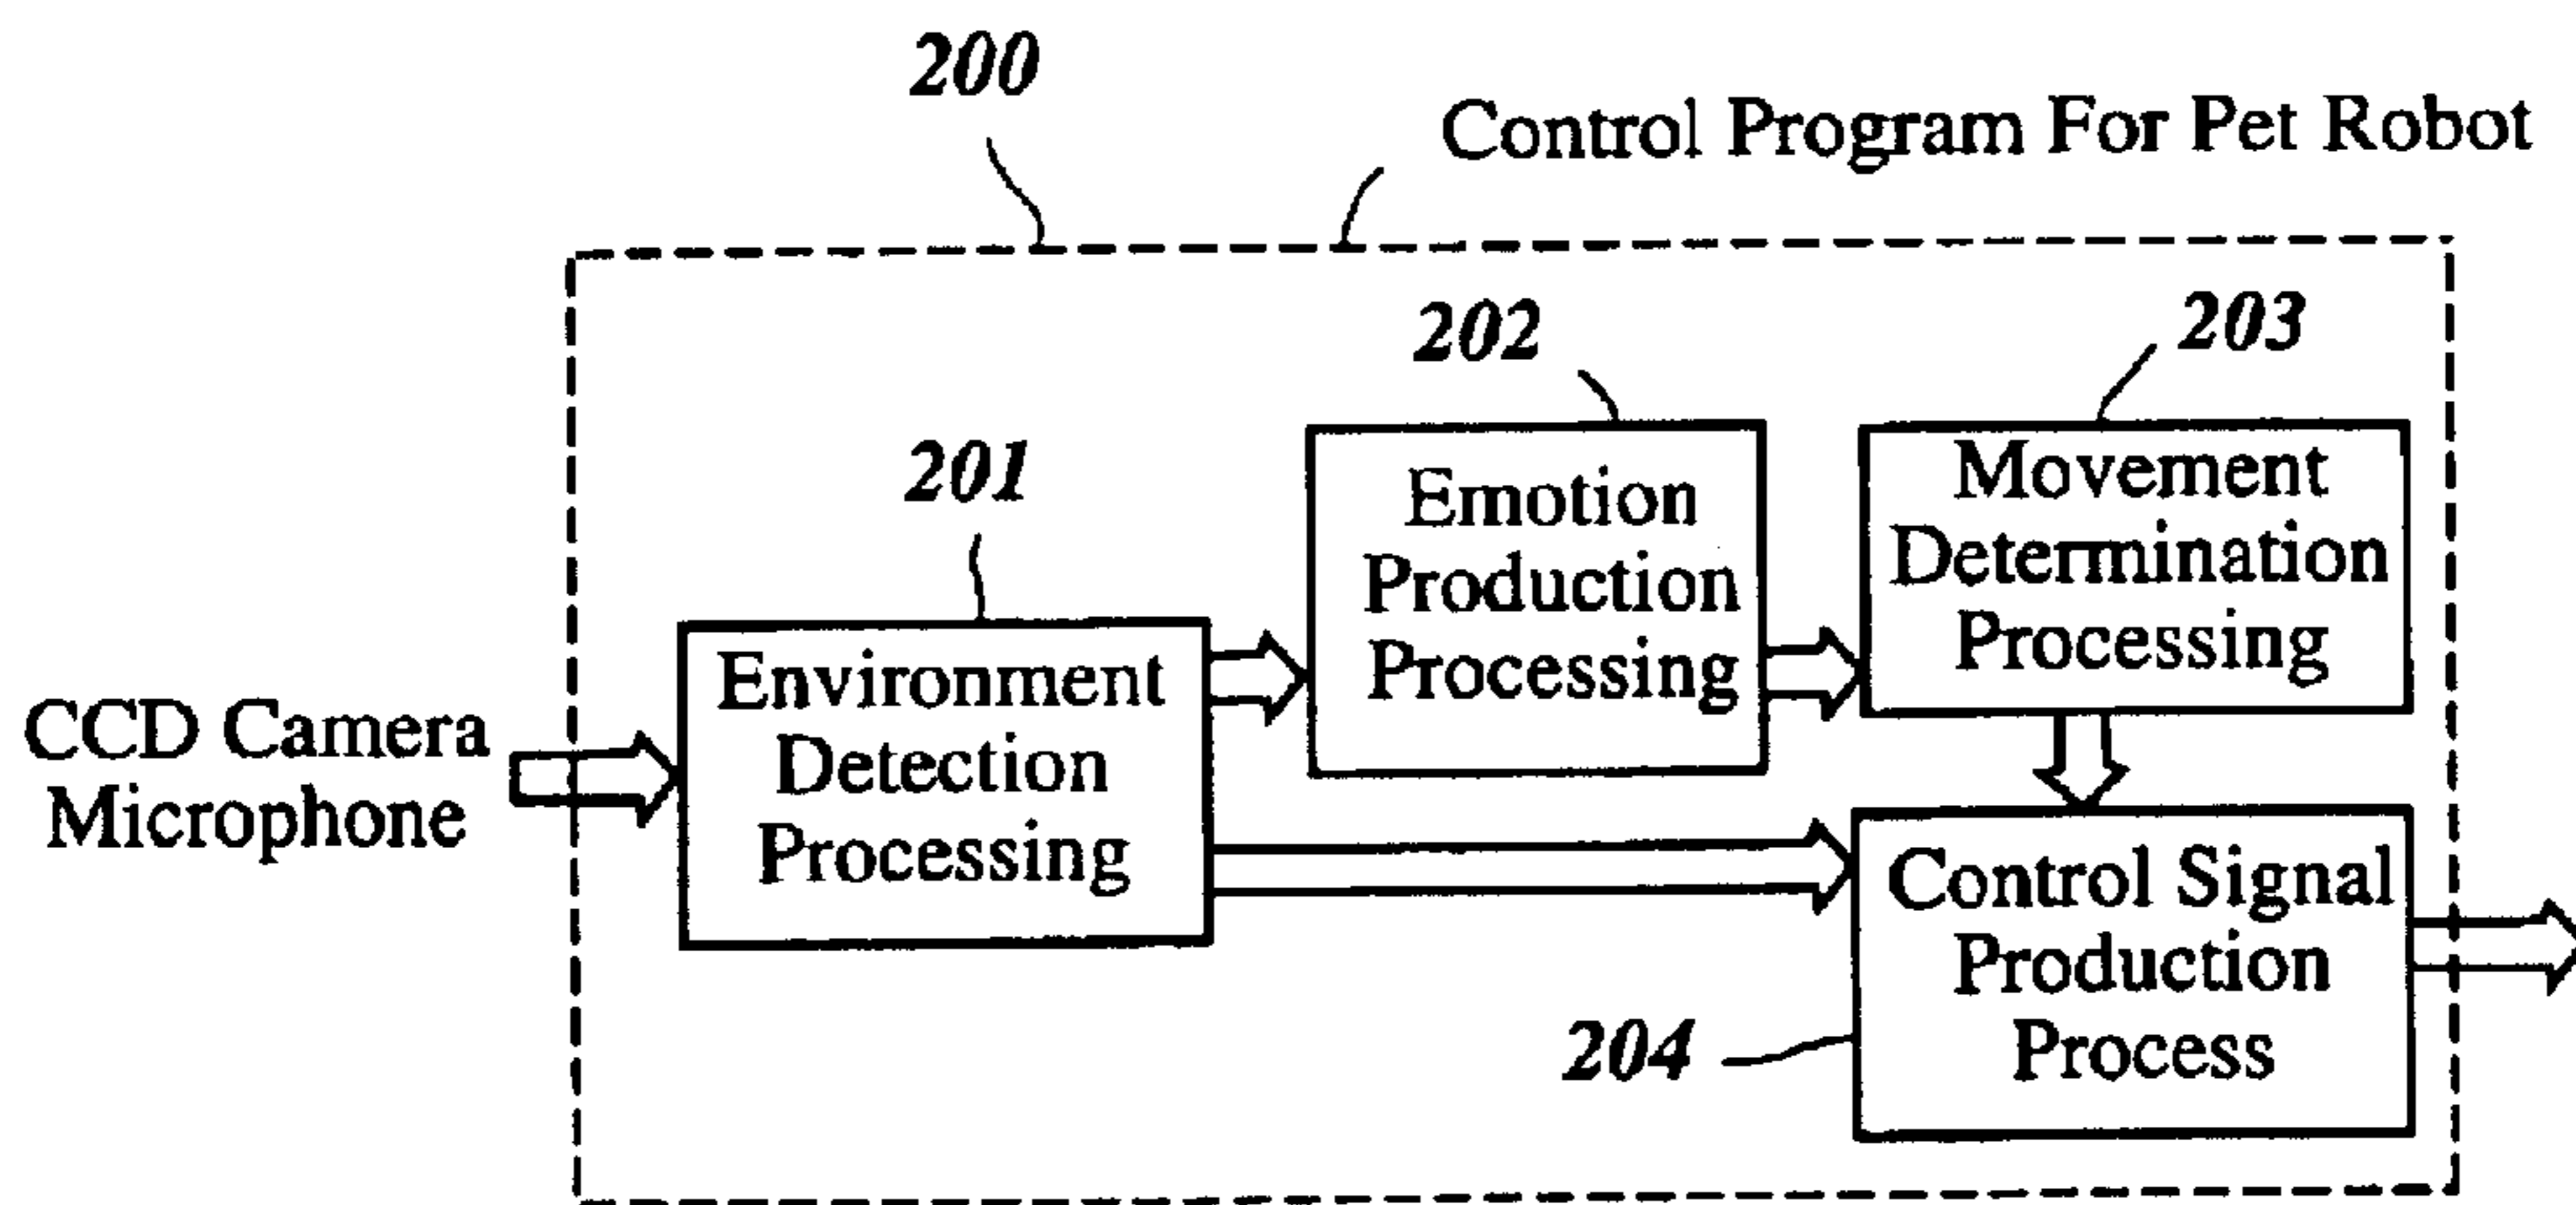 200
Control Program For Pet Robot
202
203
201
Emotion
Production
Processing
Movement
Determination
Processing
Environment
Detection
Processing
CCD Camera
Microphone
Control Signal
Production
Process
204